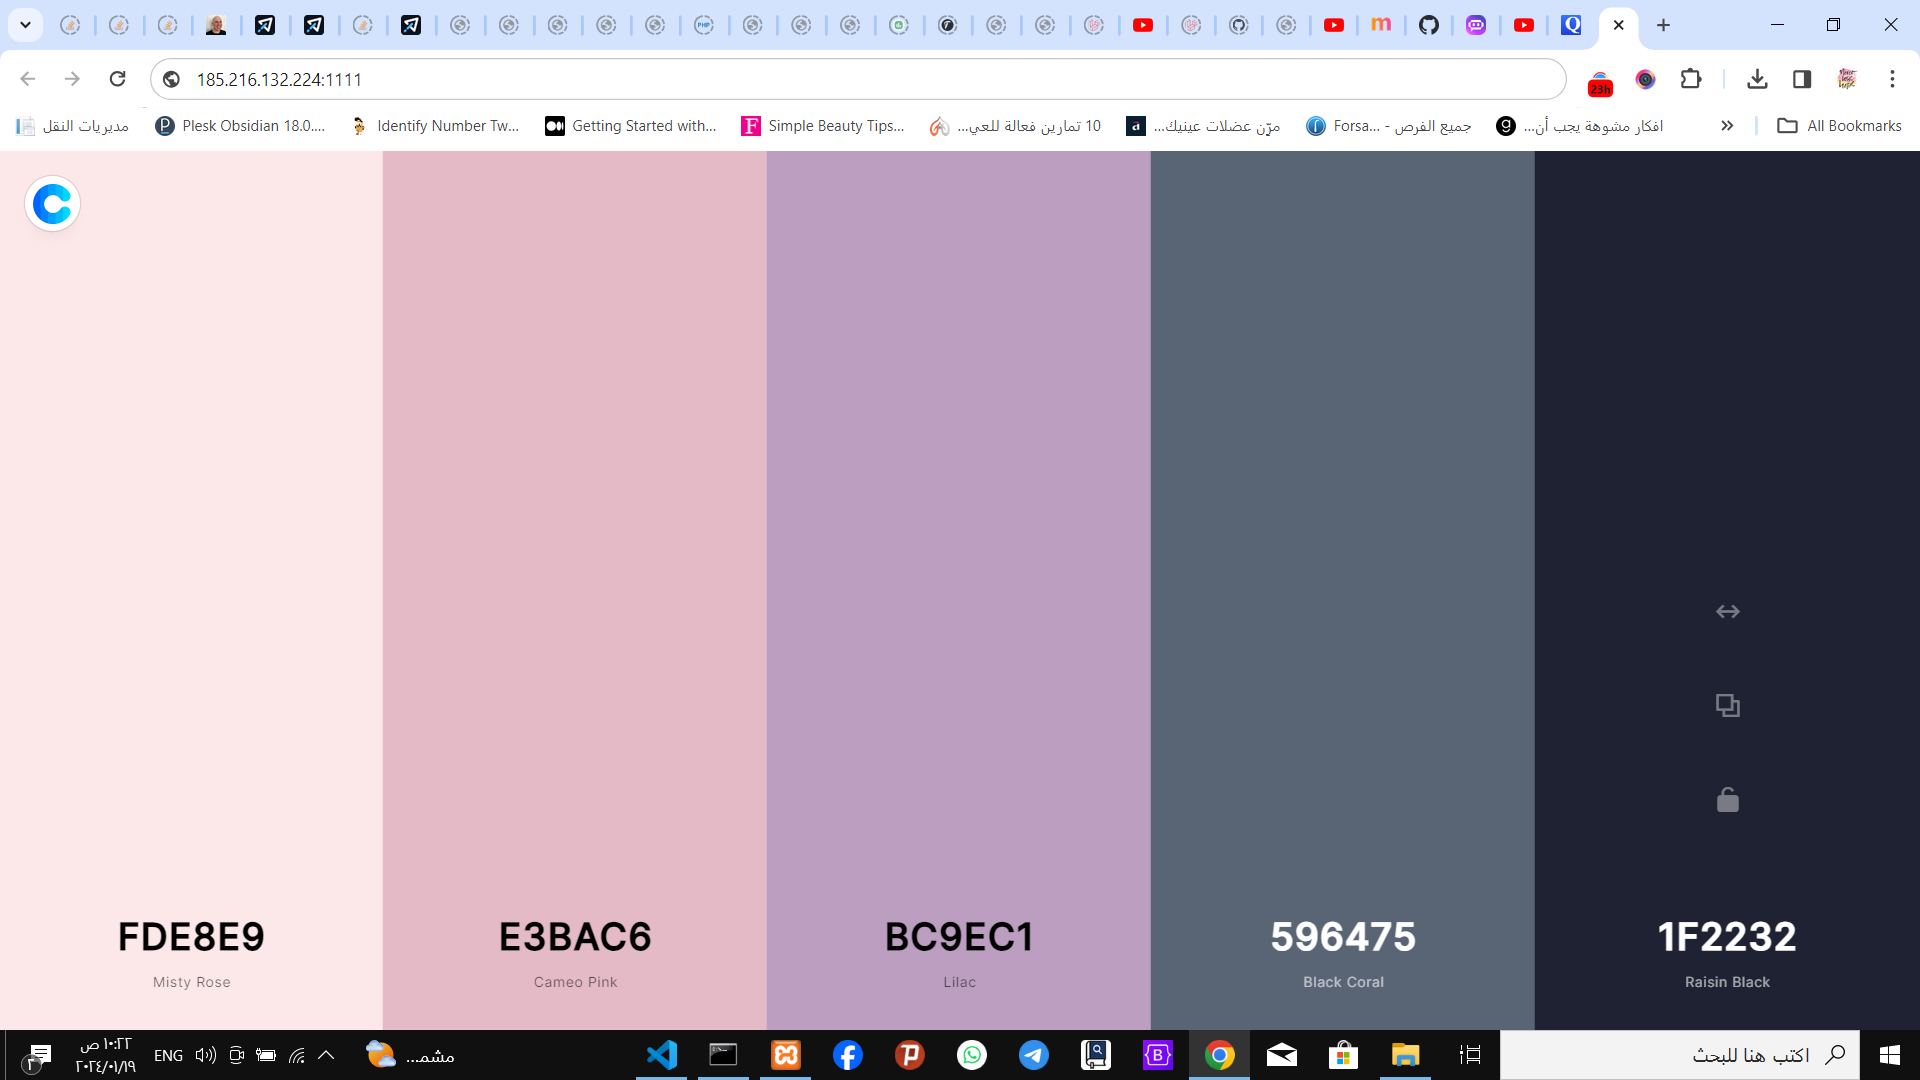 185.216.132.224:1111
23h
مديريات النقل
Plesk Obsidian 18.0....
Identify Number Tw...
Getting Started with...
Simple Beauty Tips...
10 تمارين فعالة للعي...
مرّن عضلات عينيك...
جميع الفرص - Forsa...
افكار مشوهة يجب أن...
All Bookmarks
FDE8E9
Misty Rose
E3BAC6
Cameo Pink
BC9EC1
Lilac
596475
Black Coral
1F2232
Raisin Black
١٠:٢٢ ص
٢٠٢٤/٠١/١٩
٣
ENG
مشمـ...
اكتب هنا للبحث